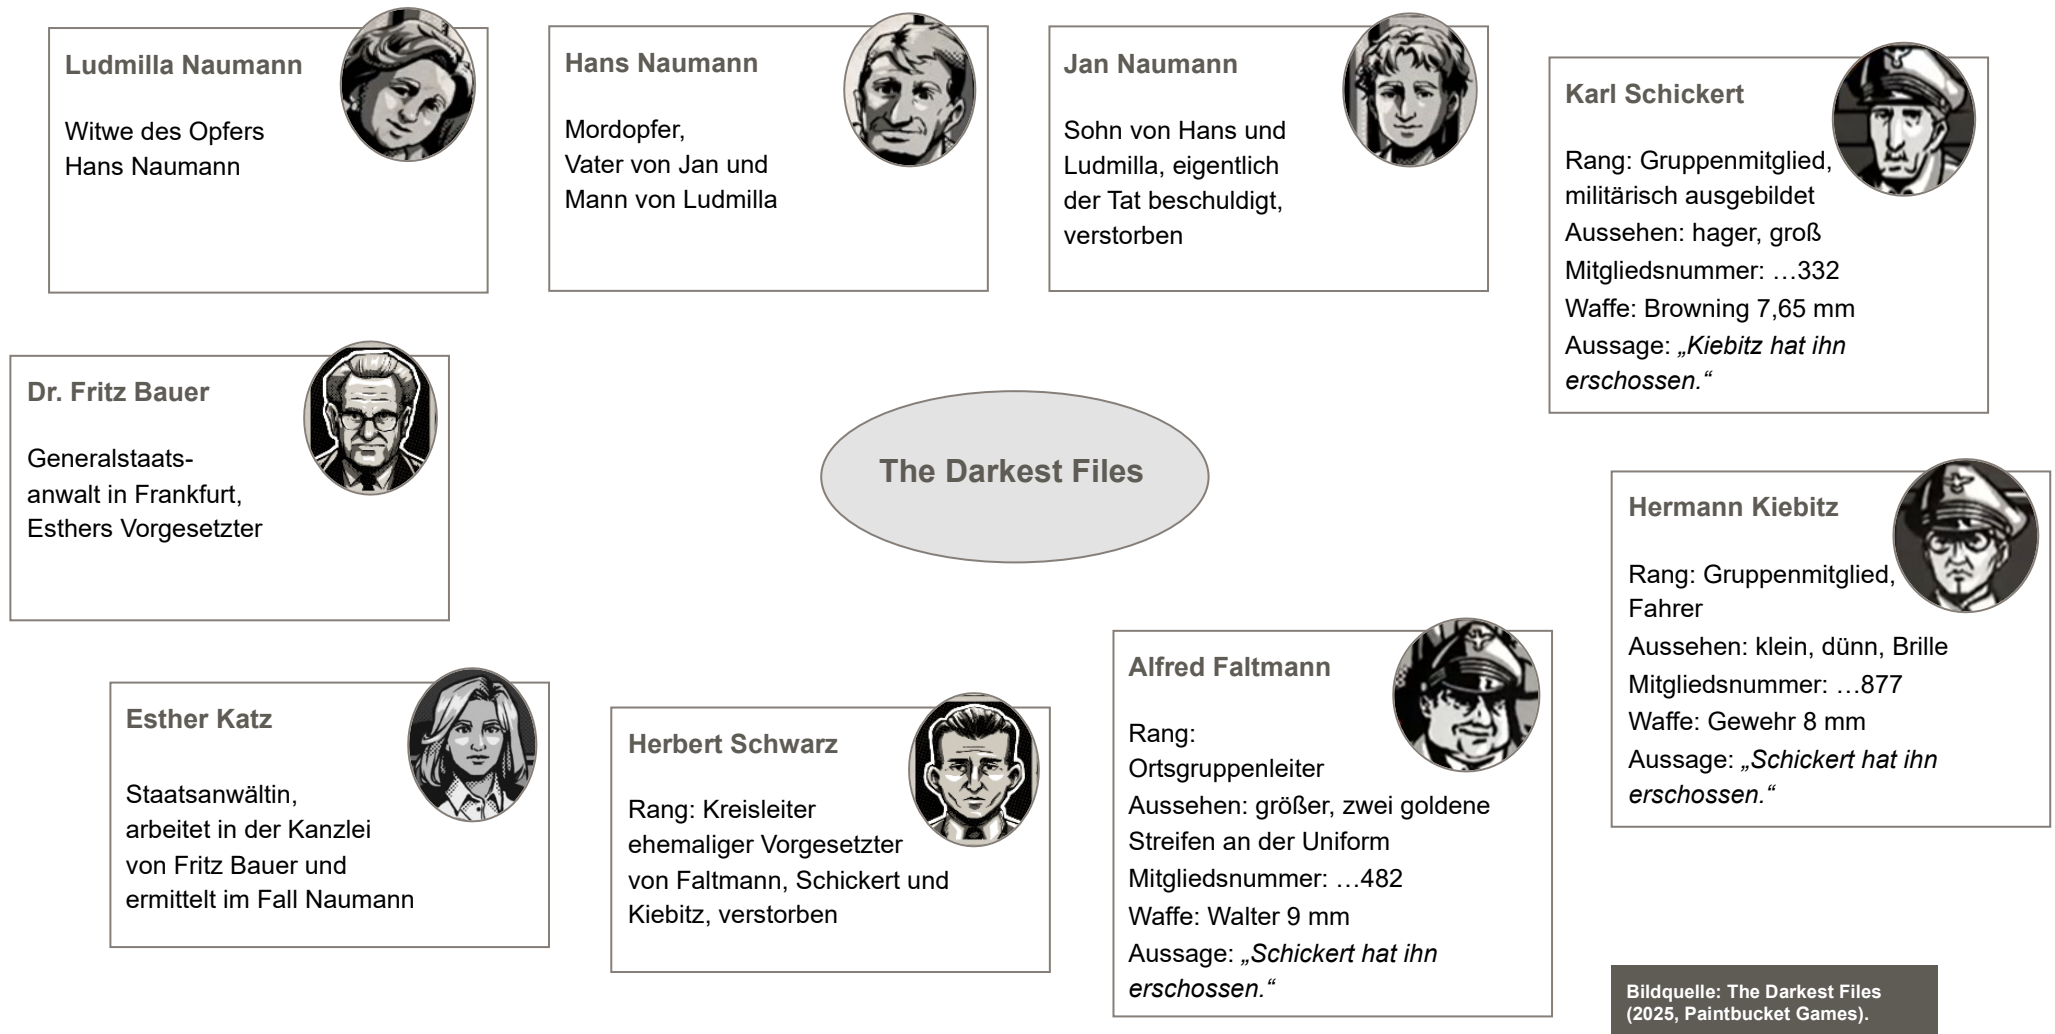 Ludmilla Naumann
Witwe des Opfers
Hans Naumann
Hans Naumann
Mordopfer,
Vater von Jan und
Mann von Ludmilla
Jan Naumann
Sohn von Hans und
Ludmilla, eigentlich
der Tat beschuldigt,
verstorben
Karl Schickert
Rang: Gruppenmitglied,
militärisch ausgebildet
Aussehen: hager, groß
Mitgliedsnummer: …332
Waffe: Browning 7,65 mm
Aussage: „Kiebitz hat ihn
erschossen.“
Dr. Fritz Bauer
Generalstaats-
anwalt in Frankfurt,
Esthers Vorgesetzter
The Darkest Files
Hermann Kiebitz
Rang: Gruppenmitglied,
Fahrer
Aussehen: klein, dünn, Brille
Mitgliedsnummer: …877
Waffe: Gewehr 8 mm
Aussage: „Schickert hat ihn
erschossen.“
Esther Katz
Staatsanwältin,
arbeitet in der Kanzlei
von Fritz Bauer und
ermittelt im Fall Naumann
Herbert Schwarz
Rang: Kreisleiter
ehemaliger Vorgesetzter
von Faltmann, Schickert und
Kiebitz, verstorben
Alfred Faltmann
Rang:
Ortsgruppenleiter
Aussehen: größer, zwei goldene
Streifen an der Uniform
Mitgliedsnummer: …482
Waffe: Walter 9 mm
Aussage: „Schickert hat ihn
erschossen.“
Bildquelle: The Darkest Files
(2025, Paintbucket Games).